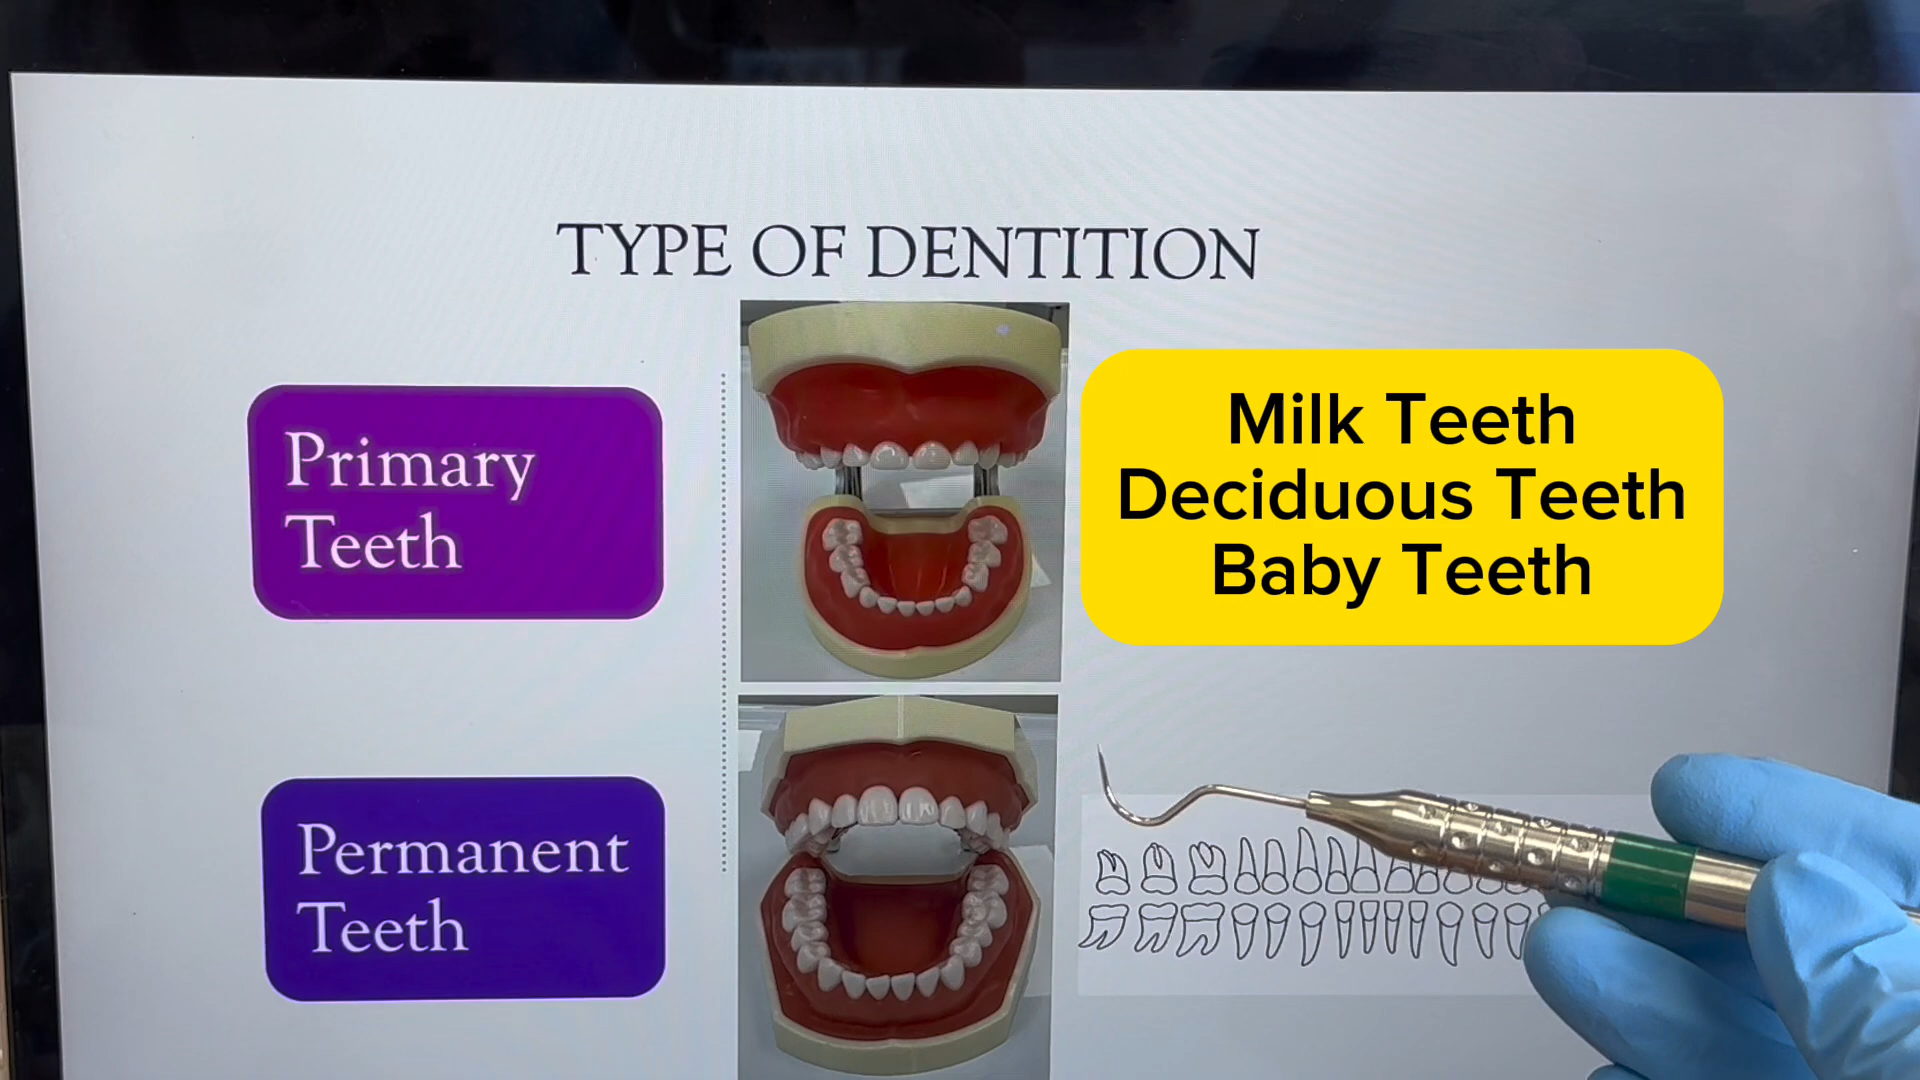 TYPE OF DENTITION
Primary
Teeth
Milk Teeth
Deciduous Teeth
Baby Teeth
Permanent
Teeth